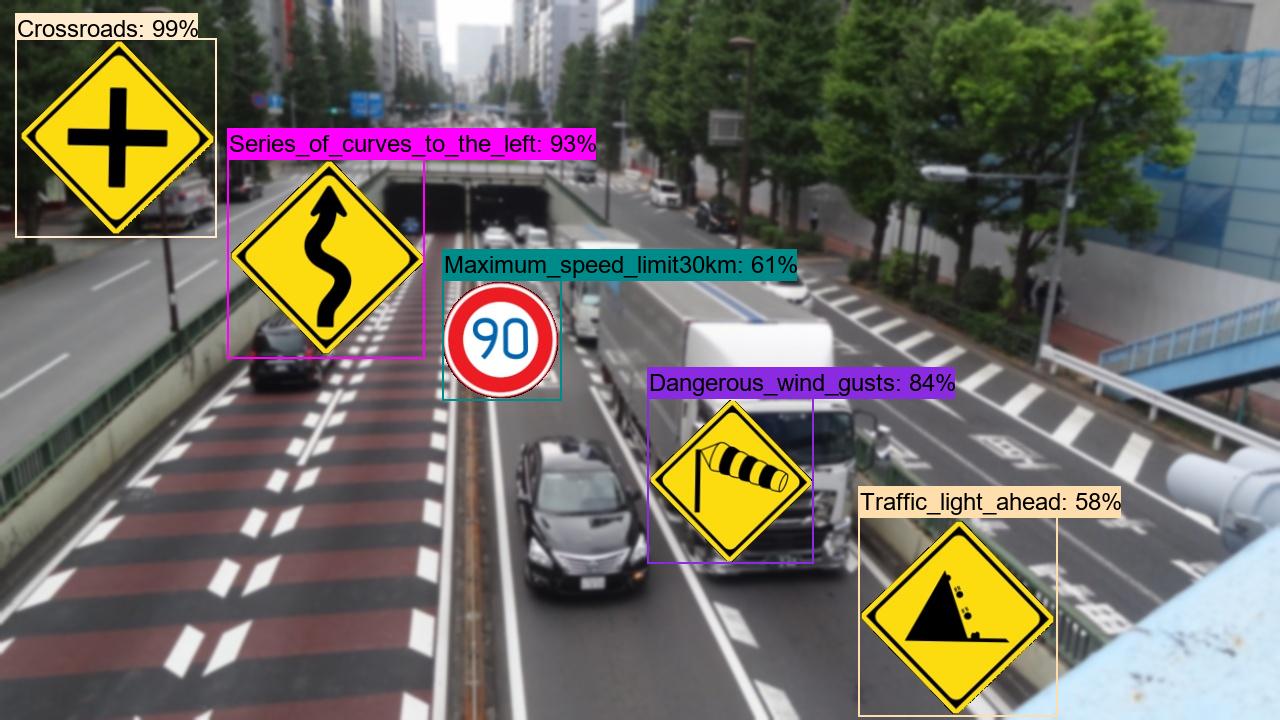 Crossroads: 99%
Series_of_curves_to_the_left: 93%
Maximum_speed_limit30km: 61%
90
Dangerous_wind_gusts: 84%
Traffic_light_ahead: 58%